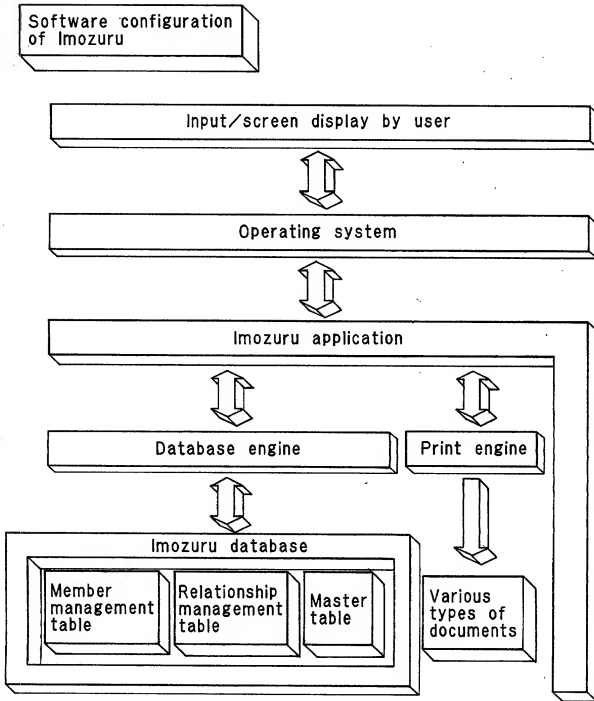 Software configuration
of Imozuru
Input/screen display by user
Operating system
Imozuru application
Database engine
Print engine
Imozuru database
Member
management
table
Relationship
management
table
Master
table
Various
types of
documents